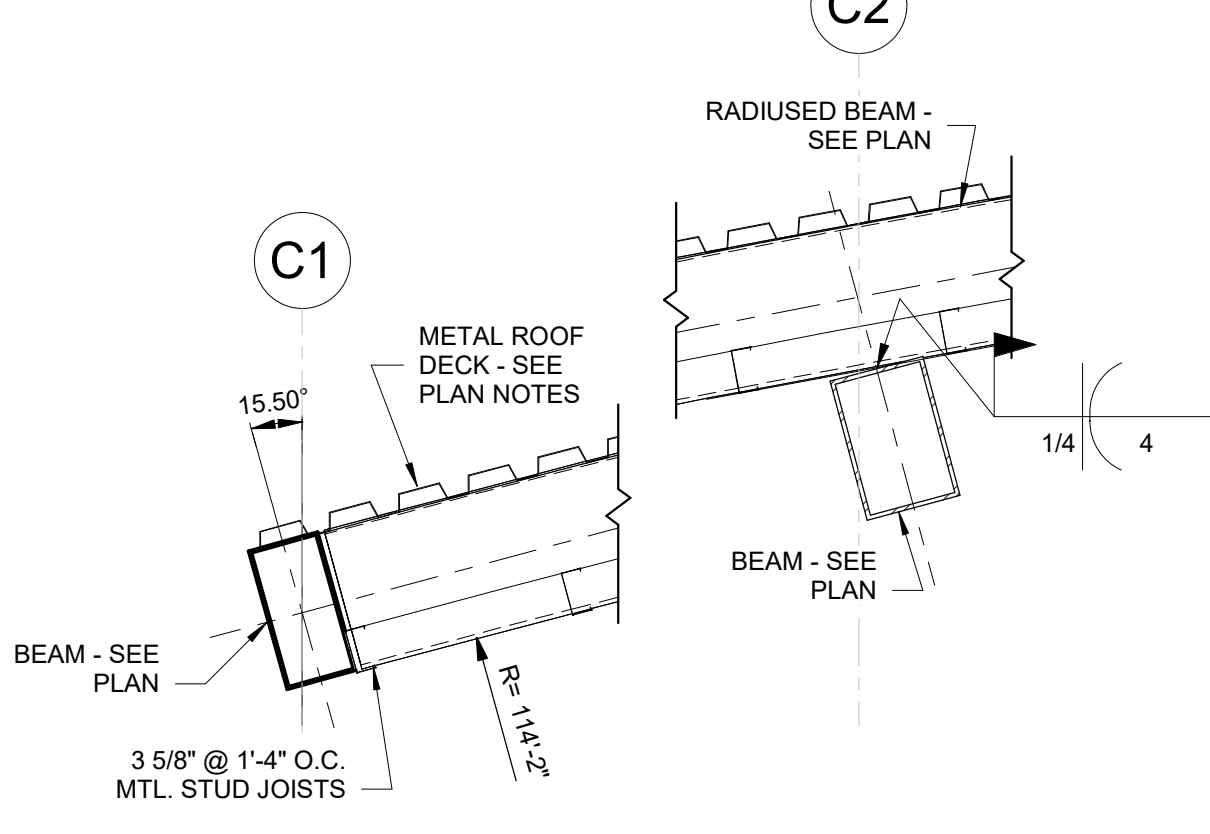 C2
RADIUSED BEAM -
SEE PLAN
C1
METAL ROOF
DECK - SEE
PLAN NOTES
15.50°
1/4
4
BEAM - SEE
PLAN
BEAM - SEE
PLAN
R= 114'-2"
3 5/8" @ 1'-4" O.C.
MTL. STUD JOISTS